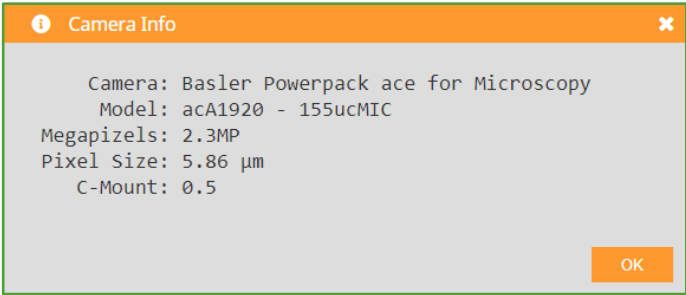 Camera Info
Camera: Basler Powerpack ace for Microscopy
Model: acA1920 - 155ucMIC
Megapizels: 2.3MP
Pixel Size: 5.86 µm
C-Mount: 0.5
OK